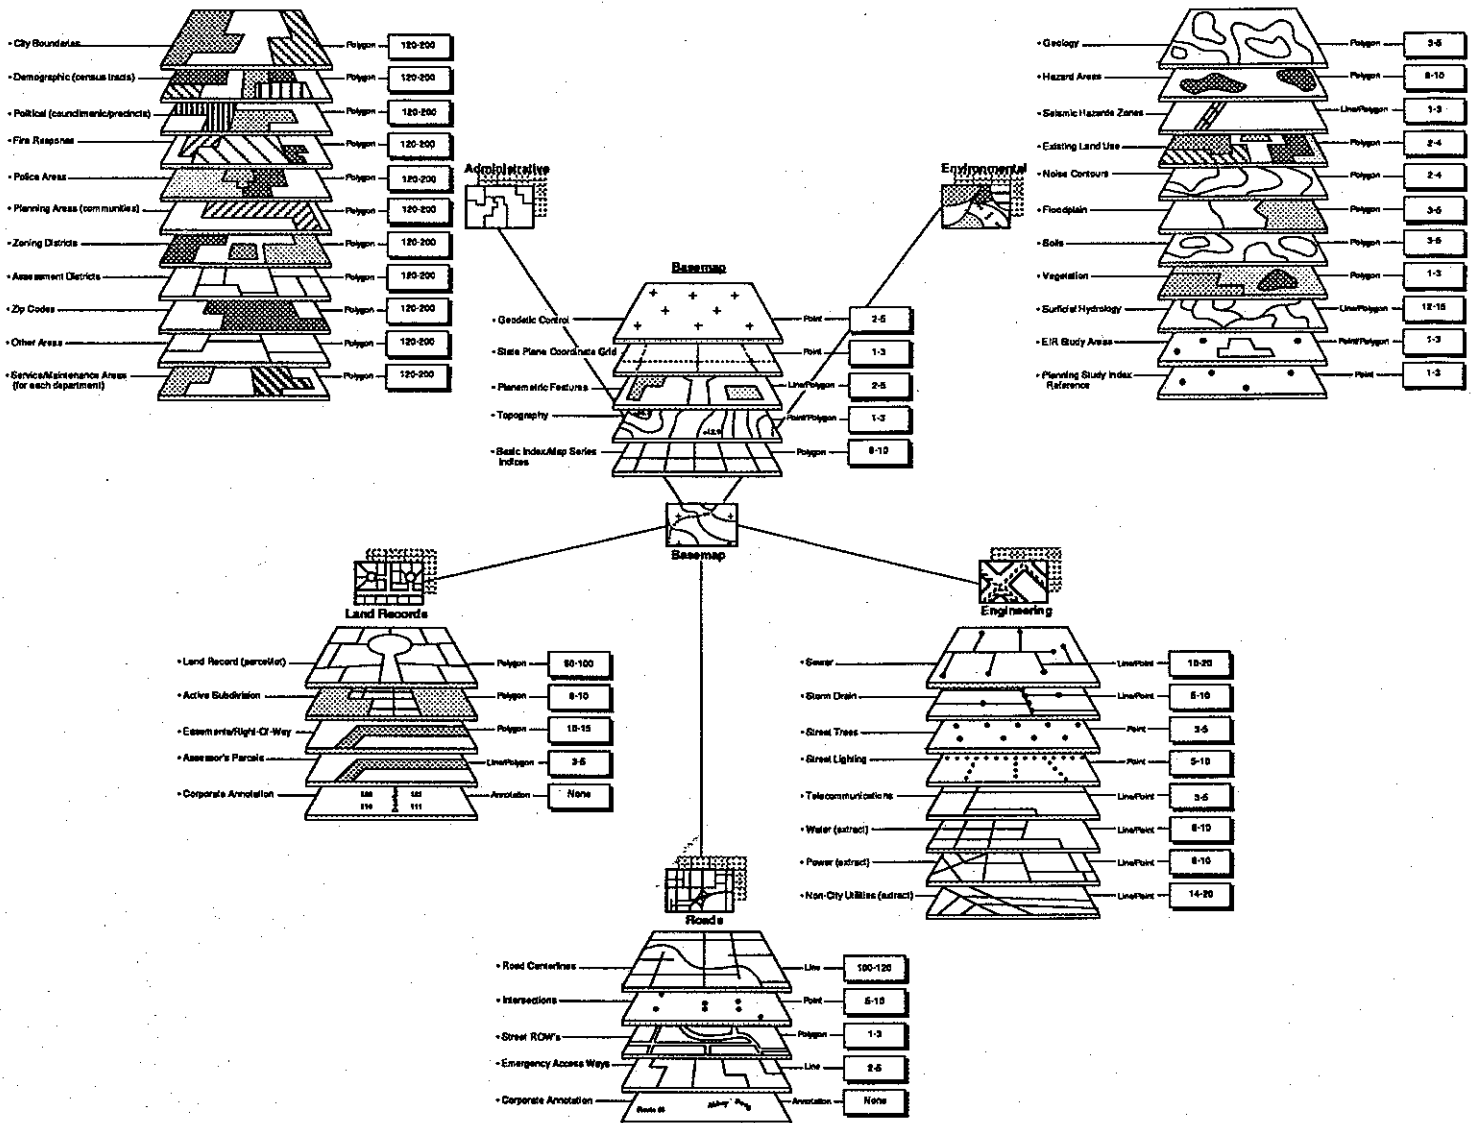 • City Bounderies Polygon 120-200
• Demographic (census tracts) Polygon 120-200
• Political (councilmanic/precincts) Polygon 120-200
• Fire Response Polygon 120-200
• Police Areas Polygon 120-200
• Planning Areas (communities) Polygon 120-200
• Zoning Districts Polygon 120-200
• Assessment Districts Polygon 120-200
• Zip Codes Polygon 120-200
• Other Areas Polygon 120-200
• Service/Maintenance Areas Polygon 120-200
(for each department)
Administrative
Environmental
• Geology Polygon 3-5
• Hazard Areas Polygon 8-10
• Seismic Hazards Zones Line/Polygon 1-3
• Existing Land Use Polygon 2-4
• Noise Contours Polygon 2-4
• Floodplain Polygon 3-5
• Soils Polygon 3-5
• Vegetation Polygon 1-3
• Surficial Hydrology Line/Polygon 12-15
• EIR Study Areas Point/Polygon 1-3
• Planning Study Index Point 1-3
Reference
Basemap
• Geodetic Control Point 2-5
• State Plane Coordinate Grid Point 1-3
• Planemetric Features Line/Polygon 2-5
• Topography Point/Polygon 1-3
• Basic Index/Map Series Polygon 8-10
Indices
Basemap
Land Records
• Land Record (parcel/lot) Polygon 80-100
• Active Subdivision Polygon 8-10
• Easements/Right-Of-Way Polygon 10-15
• Assessor's Parcels Line/Polygon 3-5
• Corporate Annotation Annotation None
Engineering
• Sewer Line/Point 10-20
• Storm Drain Line/Point 5-10
• Street Trees Point 3-5
• Street Lighting Point 5-10
• Telecommunications Line/Point 3-5
• Water (extract) Line/Point 8-10
• Power (extract) Line/Point 8-10
• Non-City Utilities (extract) Line/Point 14-20
Roads
• Road Centerlines Line 100-120
• Intersections Point 5-10
• Street ROW's Polygon 1-3
• Emergency Access Ways Line 2-5
• Corporate Annotation Annotation None